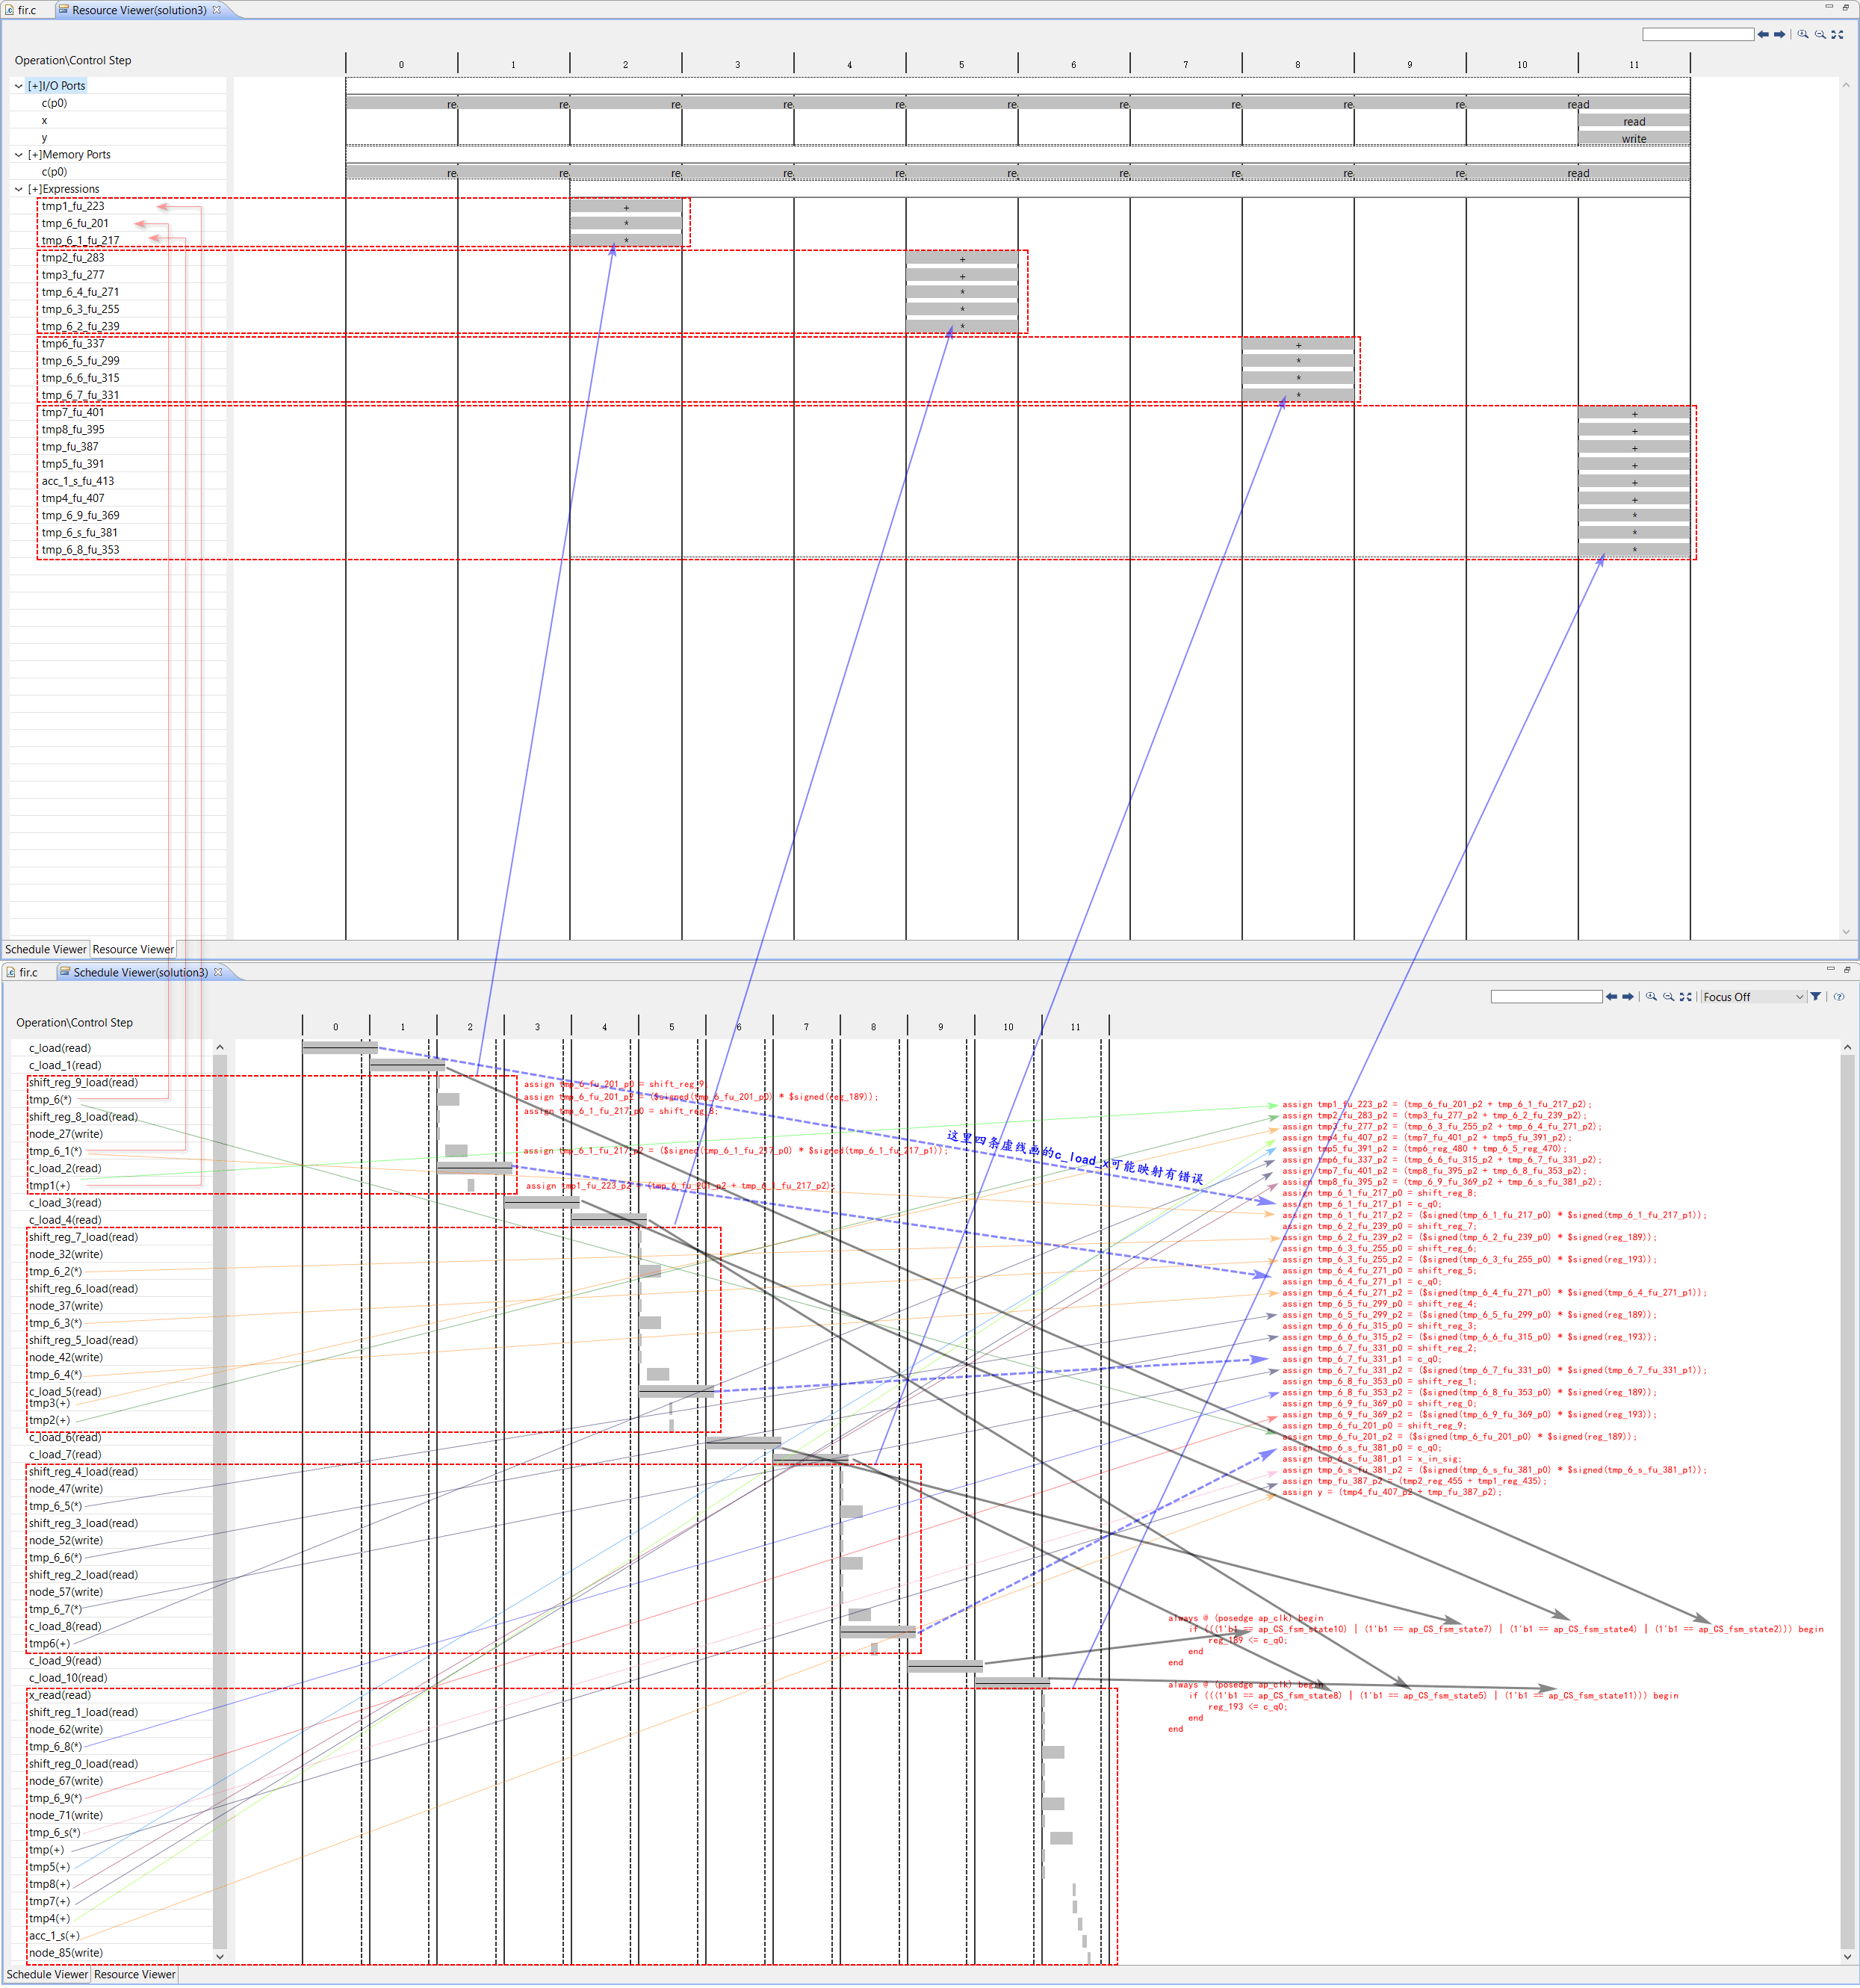 fir.c
Resource Viewer(solution3)
Operation\Control Step
0 1 2 3 4 5 6 7 8 9 10 11
[+]I/O Ports
c(p0) re. re. re. re. re. re. re. re. re. re. read
x read
y write
[+]Memory Ports
c(p0) re. re. re. re. re. re. re. re. re. re. read
[+]Expressions
tmp1_fu_223 +
tmp_6_fu_201 *
tmp_6_1_fu_217 *
tmp2_fu_283 +
tmp3_fu_277 +
tmp_6_4_fu_271 *
tmp_6_3_fu_255 *
tmp_6_2_fu_239 *
tmp6_fu_337 +
tmp_6_5_fu_299 *
tmp_6_6_fu_315 *
tmp_6_7_fu_331 *
tmp7_fu_401 +
tmp8_fu_395 +
tmp_fu_387 +
tmp5_fu_391 +
acc_1_s_fu_413 +
tmp4_fu_407 +
tmp_6_9_fu_369 *
tmp_6_s_fu_381 *
tmp_6_8_fu_353 *
Schedule Viewer Resource Viewer
fir.c
Schedule Viewer(solution3)
Focus Off
Operation\Control Step
0 1 2 3 4 5 6 7 8 9 10 11
c_load(read)
c_load_1(read)
shift_reg_9_load(read)
tmp_6(*)
shift_reg_8_load(read)
node_27(write)
tmp_6_1(*)
c_load_2(read)
tmp1(+)
c_load_3(read)
c_load_4(read)
shift_reg_7_load(read)
node_32(write)
tmp_6_2(*)
shift_reg_6_load(read)
node_37(write)
tmp_6_3(*)
shift_reg_5_load(read)
node_42(write)
tmp_6_4(*)
c_load_5(read)
tmp3(+)
tmp2(+)
c_load_6(read)
c_load_7(read)
shift_reg_4_load(read)
node_47(write)
tmp_6_5(*)
shift_reg_3_load(read)
node_52(write)
tmp_6_6(*)
shift_reg_2_load(read)
node_57(write)
tmp_6_7(*)
c_load_8(read)
tmp6(+)
c_load_9(read)
c_load_10(read)
x_read(read)
shift_reg_1_load(read)
node_62(write)
tmp_6_8(*)
shift_reg_0_load(read)
node_67(write)
tmp_6_9(*)
node_71(write)
tmp_6_s(*)
tmp(+)
tmp5(+)
tmp8(+)
tmp7(+)
tmp4(+)
acc_1_s(+)
node_85(write)
assign tmp_6_fu_201_p0 = shift_reg_9;
assign tmp_6_fu_201_p2 = ($signed(tmp_6_fu_201_p0) * $signed(reg_189));
assign tmp_6_1_fu_217_p0 = shift_reg_8;
assign tmp_6_1_fu_217_p2 = ($signed(tmp_6_1_fu_217_p0) * $signed(tmp_6_1_fu_217_p1));
assign tmp1_fu_223_p2 = (tmp_6_fu_201_p2 + tmp_6_1_fu_217_p2);
这里四条虚线画的c_load_x可能映射有错误
assign tmp1_fu_223_p2 = (tmp_6_fu_201_p2 + tmp_6_1_fu_217_p2);
assign tmp2_fu_283_p2 = (tmp3_fu_277_p2 + tmp_6_2_fu_239_p2);
assign tmp3_fu_277_p2 = (tmp_6_3_fu_255_p2 + tmp_6_4_fu_271_p2);
assign tmp4_fu_407_p2 = (tmp7_fu_401_p2 + tmp5_fu_391_p2);
assign tmp5_fu_391_p2 = (tmp6_reg_480 + tmp_6_5_reg_470);
assign tmp6_fu_337_p2 = (tmp_6_6_fu_315_p2 + tmp_6_7_fu_331_p2);
assign tmp7_fu_401_p2 = (tmp8_fu_395_p2 + tmp_6_8_fu_353_p2);
assign tmp8_fu_395_p2 = (tmp_6_9_fu_369_p2 + tmp_6_s_fu_381_p2);
assign tmp_6_1_fu_217_p0 = shift_reg_8;
assign tmp_6_1_fu_217_p1 = c_q0;
assign tmp_6_1_fu_217_p2 = ($signed(tmp_6_1_fu_217_p0) * $signed(tmp_6_1_fu_217_p1));
assign tmp_6_2_fu_239_p0 = shift_reg_7;
assign tmp_6_2_fu_239_p2 = ($signed(tmp_6_2_fu_239_p0) * $signed(reg_189));
assign tmp_6_3_fu_255_p0 = shift_reg_6;
assign tmp_6_3_fu_255_p2 = ($signed(tmp_6_3_fu_255_p0) * $signed(reg_193));
assign tmp_6_4_fu_271_p0 = shift_reg_5;
assign tmp_6_4_fu_271_p1 = c_q0;
assign tmp_6_4_fu_271_p2 = ($signed(tmp_6_4_fu_271_p0) * $signed(tmp_6_4_fu_271_p1));
assign tmp_6_5_fu_299_p0 = shift_reg_4;
assign tmp_6_5_fu_299_p2 = ($signed(tmp_6_5_fu_299_p0) * $signed(reg_189));
assign tmp_6_6_fu_315_p0 = shift_reg_3;
assign tmp_6_6_fu_315_p2 = ($signed(tmp_6_6_fu_315_p0) * $signed(reg_193));
assign tmp_6_7_fu_331_p0 = shift_reg_2;
assign tmp_6_7_fu_331_p1 = c_q0;
assign tmp_6_7_fu_331_p2 = ($signed(tmp_6_7_fu_331_p0) * $signed(tmp_6_7_fu_331_p1));
assign tmp_6_8_fu_353_p0 = shift_reg_1;
assign tmp_6_8_fu_353_p2 = ($signed(tmp_6_8_fu_353_p0) * $signed(reg_189));
assign tmp_6_9_fu_369_p0 = shift_reg_0;
assign tmp_6_9_fu_369_p2 = ($signed(tmp_6_9_fu_369_p0) * $signed(reg_193));
assign tmp_6_fu_201_p0 = shift_reg_9;
assign tmp_6_fu_201_p2 = ($signed(tmp_6_fu_201_p0) * $signed(reg_189));
assign tmp_6_s_fu_381_p0 = c_q0;
assign tmp_6_s_fu_381_p1 = x_in_sig;
assign tmp_6_s_fu_381_p2 = ($signed(tmp_6_s_fu_381_p0) * $signed(tmp_6_s_fu_381_p1));
assign tmp_fu_387_p2 = (tmp2_reg_455 + tmp1_reg_435);
assign y = (tmp4_fu_407_p2 + tmp_fu_387_p2);
always @ (posedge ap_clk) begin
if (((1'b1 == ap_CS_fsm_state10) | (1'b1 == ap_CS_fsm_state7) | (1'b1 == ap_CS_fsm_state4) | (1'b1 == ap_CS_fsm_state2))) begin
reg_189 <= c_q0;
end
end
always @ (posedge ap_clk) begin
if (((1'b1 == ap_CS_fsm_state8) | (1'b1 == ap_CS_fsm_state5) | (1'b1 == ap_CS_fsm_state11))) begin
reg_193 <= c_q0;
end
end
Schedule Viewer Resource Viewer